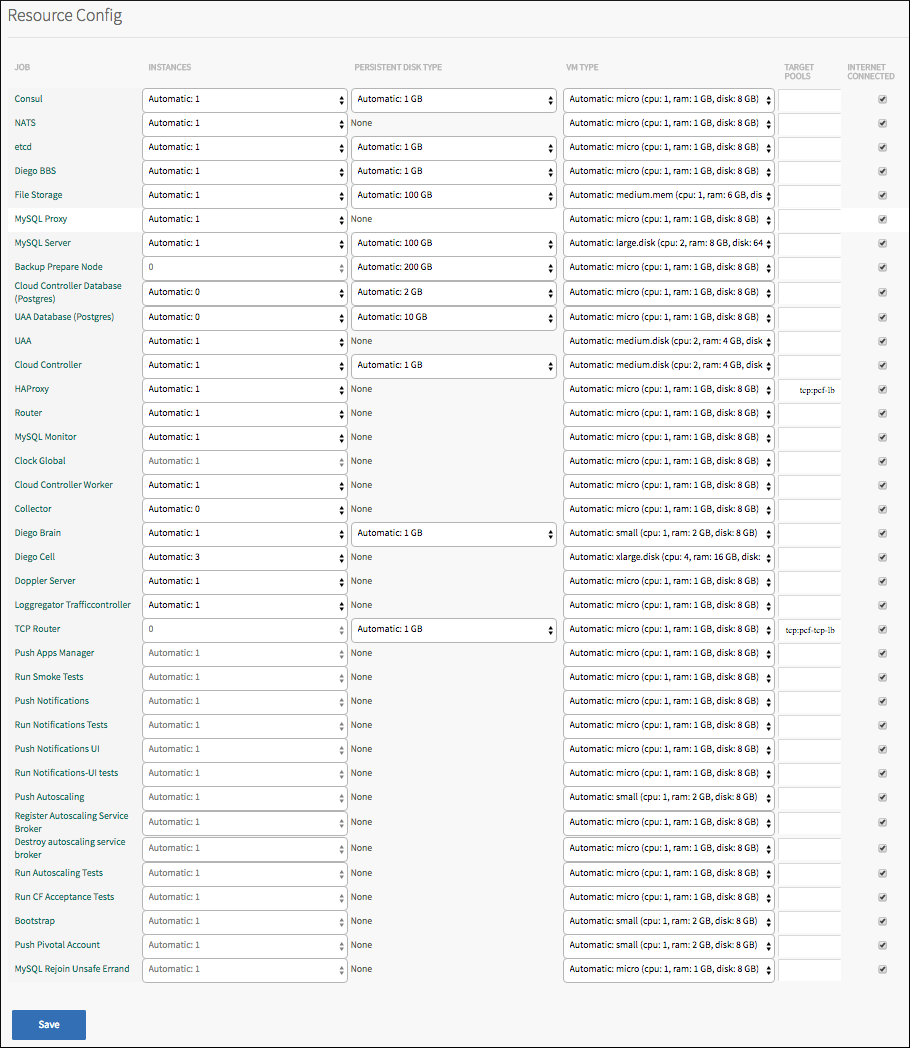 Resource Config
JOB INSTANCES PERSISTENT DISK TYPE VM TYPE TARGET POOLS INTERNET CONNECTED
Consul Automatic: 1 Automatic: 1 GB Automatic: micro (cpu: 1, ram: 1 GB, disk: 8 GB)
NATS Automatic: 1 None Automatic: micro (cpu: 1, ram: 1 GB, disk: 8 GB)
etcd Automatic: 1 Automatic: 1 GB Automatic: micro (cpu: 1, ram: 1 GB, disk: 8 GB)
Diego BBS Automatic: 1 Automatic: 1 GB Automatic: micro (cpu: 1, ram: 1 GB, disk: 8 GB)
File Storage Automatic: 1 Automatic: 100 GB Automatic: medium.mem (cpu: 1, ram: 6 GB, dis
MySQL Proxy Automatic: 1 None Automatic: micro (cpu: 1, ram: 1 GB, disk: 8 GB)
MySQL Server Automatic: 1 Automatic: 100 GB Automatic: large.disk (cpu: 2, ram: 8 GB, disk: 64
Backup Prepare Node 0 Automatic: 200 GB Automatic: micro (cpu: 1, ram: 1 GB, disk: 8 GB)
Cloud Controller Database (Postgres) Automatic: 0 Automatic: 2 GB Automatic: micro (cpu: 1, ram: 1 GB, disk: 8 GB)
UAA Database (Postgres) Automatic: 0 Automatic: 10 GB Automatic: micro (cpu: 1, ram: 1 GB, disk: 8 GB)
UAA Automatic: 1 None Automatic: medium.disk (cpu: 2, ram: 4 GB, disk
Cloud Controller Automatic: 1 Automatic: 1 GB Automatic: medium.disk (cpu: 2, ram: 4 GB, disk
HAProxy Automatic: 1 None Automatic: micro (cpu: 1, ram: 1 GB, disk: 8 GB) tcp:pcf-lb
Router Automatic: 1 None Automatic: micro (cpu: 1, ram: 1 GB, disk: 8 GB)
MySQL Monitor Automatic: 1 None Automatic: micro (cpu: 1, ram: 1 GB, disk: 8 GB)
Clock Global Automatic: 1 None Automatic: micro (cpu: 1, ram: 1 GB, disk: 8 GB)
Cloud Controller Worker Automatic: 1 None Automatic: micro (cpu: 1, ram: 1 GB, disk: 8 GB)
Collector Automatic: 0 None Automatic: micro (cpu: 1, ram: 1 GB, disk: 8 GB)
Diego Brain Automatic: 1 Automatic: 1 GB Automatic: small (cpu: 1, ram: 2 GB, disk: 8 GB)
Diego Cell Automatic: 3 None Automatic: xlarge.disk (cpu: 4, ram: 16 GB, disk:
Doppler Server Automatic: 1 None Automatic: micro (cpu: 1, ram: 1 GB, disk: 8 GB)
Loggregator Trafficcontroller Automatic: 1 None Automatic: micro (cpu: 1, ram: 1 GB, disk: 8 GB)
TCP Router 0 Automatic: 1 GB Automatic: micro (cpu: 1, ram: 1 GB, disk: 8 GB) tcp:pcf-tcp-lb
Push Apps Manager Automatic: 1 None Automatic: micro (cpu: 1, ram: 1 GB, disk: 8 GB)
Run Smoke Tests Automatic: 1 None Automatic: micro (cpu: 1, ram: 1 GB, disk: 8 GB)
Push Notifications Automatic: 1 None Automatic: micro (cpu: 1, ram: 1 GB, disk: 8 GB)
Run Notifications Tests Automatic: 1 None Automatic: micro (cpu: 1, ram: 1 GB, disk: 8 GB)
Push Notifications UI Automatic: 1 None Automatic: micro (cpu: 1, ram: 1 GB, disk: 8 GB)
Run Notifications-UI tests Automatic: 1 None Automatic: micro (cpu: 1, ram: 1 GB, disk: 8 GB)
Push Autoscaling Automatic: 1 None Automatic: small (cpu: 1, ram: 2 GB, disk: 8 GB)
Register Autoscaling Service Broker Automatic: 1 None Automatic: micro (cpu: 1, ram: 1 GB, disk: 8 GB)
Destroy autoscaling service broker Automatic: 1 None Automatic: micro (cpu: 1, ram: 1 GB, disk: 8 GB)
Run Autoscaling Tests Automatic: 1 None Automatic: micro (cpu: 1, ram: 1 GB, disk: 8 GB)
Run CF Acceptance Tests Automatic: 1 None Automatic: micro (cpu: 1, ram: 1 GB, disk: 8 GB)
Bootstrap Automatic: 1 None Automatic: small (cpu: 1, ram: 2 GB, disk: 8 GB)
Push Pivotal Account Automatic: 1 None Automatic: small (cpu: 1, ram: 2 GB, disk: 8 GB)
MySQL Rejoin Unsafe Errand Automatic: 1 None Automatic: micro (cpu: 1, ram: 1 GB, disk: 8 GB)
Save